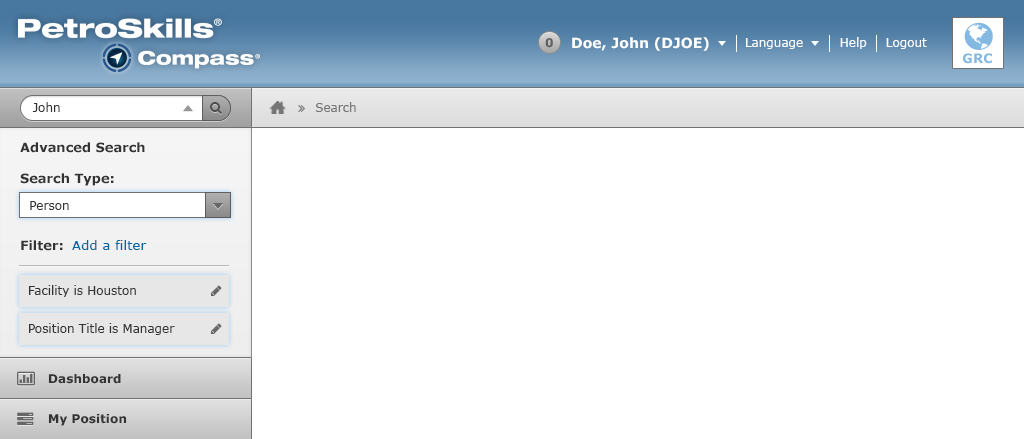 PetroSkills®
Compass®
0 Doe, John (DJOE) Language Help Logout
GRC
John
» Search
Advanced Search
Search Type:
Person
Filter: Add a filter
Facility is Houston
Position Title is Manager
Dashboard
My Position